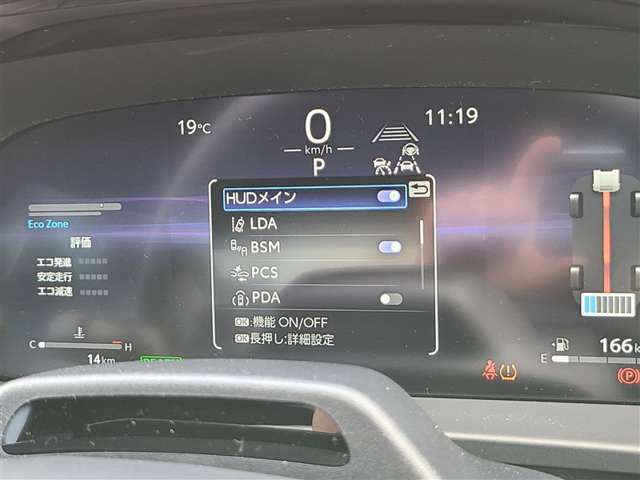 19℃
0
km/h
P
11:19
Eco Zone
評価
エコ発進
安定走行
エコ減速
HUDメイン
LDA
BSM
PCS
PDA
OK:機能 ON/OFF
OK長押し:詳細設定
C H
14km
READY
E
166k